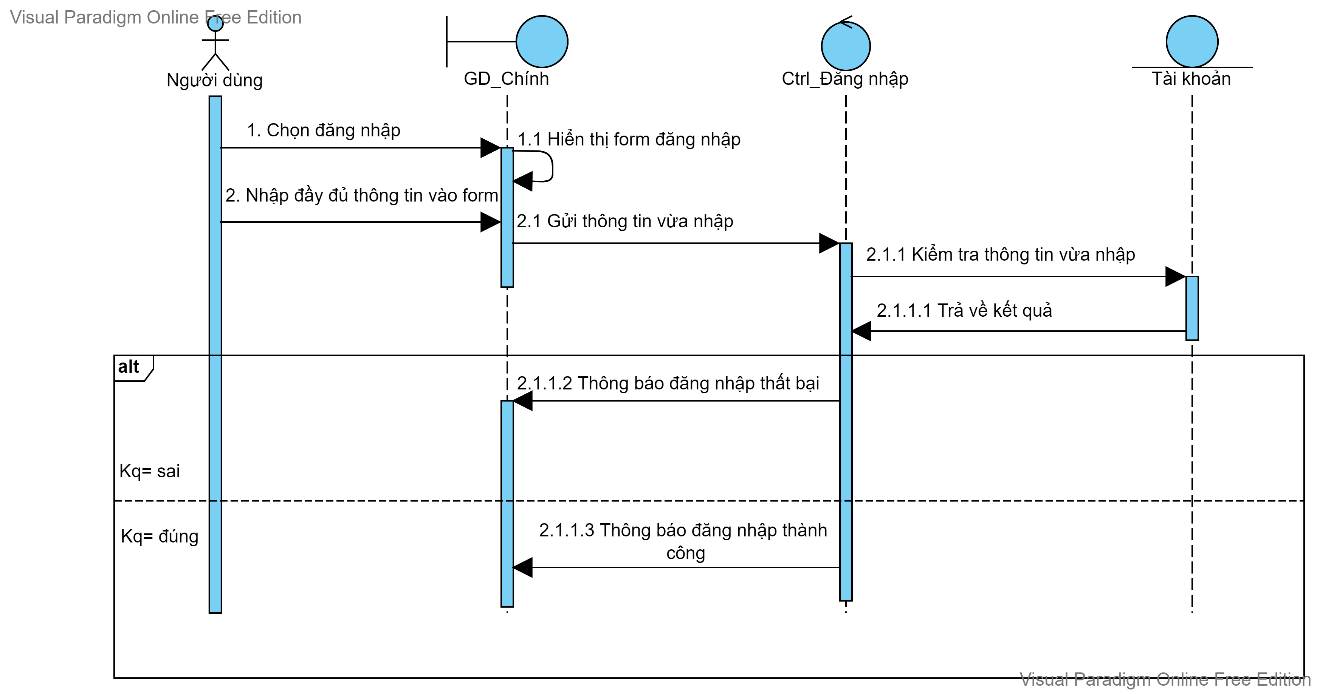 Visual Paradigm Online Free Edition
Người dùng
GD_Chính
Ctrl_Đăng nhập
Tài khoản
1. Chọn đăng nhập
1.1 Hiển thị form đăng nhập
2. Nhập đầy đủ thông tin vào form
2.1 Gửi thông tin vừa nhập
2.1.1 Kiểm tra thông tin vừa nhập
2.1.1.1 Trả về kết quả
alt
2.1.1.2 Thông báo đăng nhập thất bại
Kq= sai
Kq= đúng
2.1.1.3 Thông báo đăng nhập thành
công
Visual Paradigm Online Free Edition